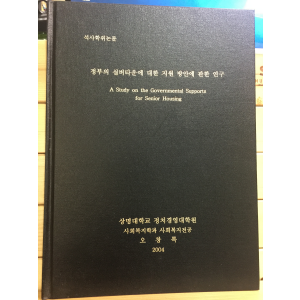 석사학위논문
정부의 실버타운에 대한 지원 방안에 관한 연구
A Study on the Governmental Supports
for Senior Housing
상명대학교 정치경영대학원
사회복지학과 사회복지전공
오 창 록
2004